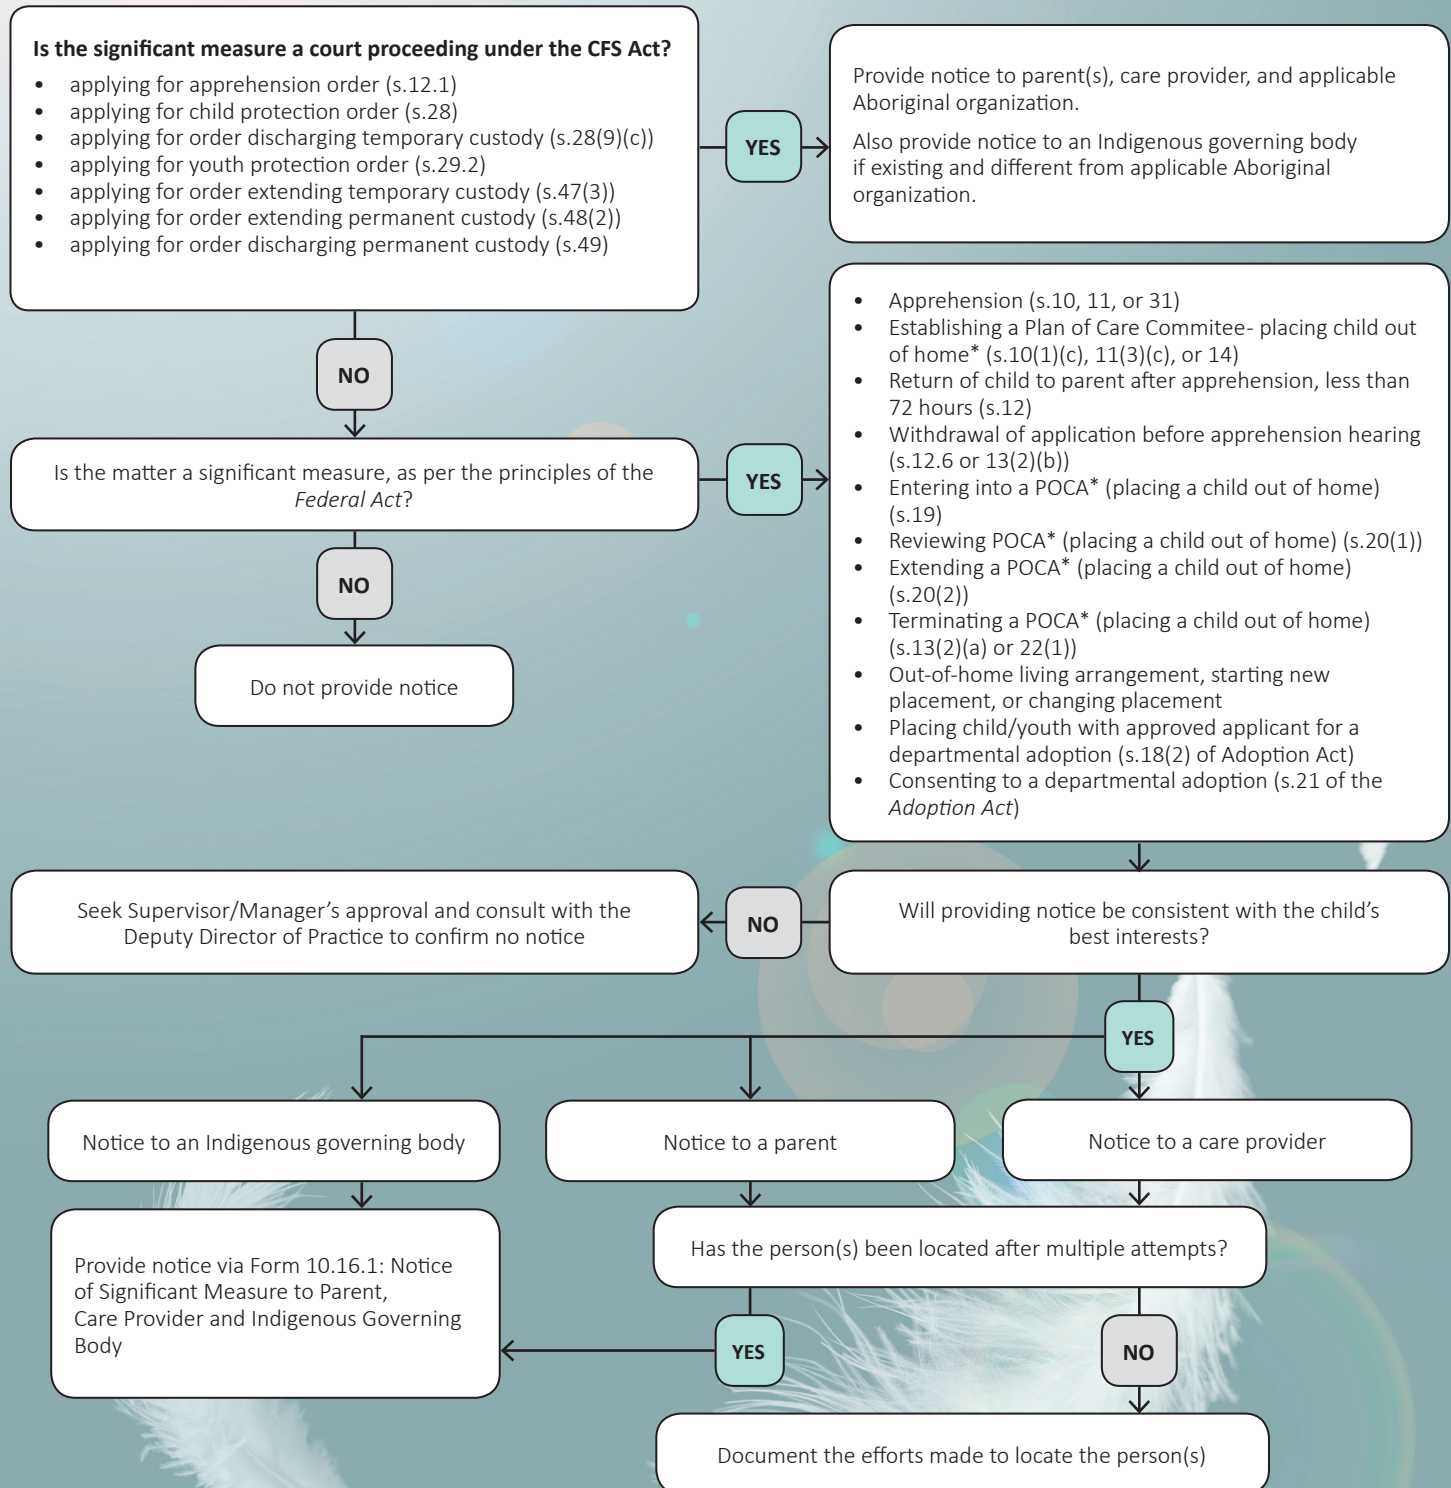 Is the significant measure a court proceeding under the CFS Act?
• applying for apprehension order (s.12.1)
• applying for child protection order (s.28)
• applying for order discharging temporary custody (s.28(9)(c))
• applying for youth protection order (s.29.2)
• applying for order extending temporary custody (s.47(3))
• applying for order extending permanent custody (s.48(2))
• applying for order discharging permanent custody (s.49)
YES
Provide notice to parent(s), care provider, and applicable
Aboriginal organization.
Also provide notice to an Indigenous governing body
if existing and different from applicable Aboriginal
organization.
NO
Is the matter a significant measure, as per the principles of the
Federal Act?
YES
• Apprehension (s.10, 11, or 31)
• Establishing a Plan of Care Commitee- placing child out
of home* (s.10(1)(c), 11(3)(c), or 14)
• Return of child to parent after apprehension, less than
72 hours (s.12)
• Withdrawal of application before apprehension hearing
(s.12.6 or 13(2)(b))
• Entering into a POCA* (placing a child out of home)
(s.19)
• Reviewing POCA* (placing a child out of home) (s.20(1))
• Extending a POCA* (placing a child out of home)
(s.20(2))
• Terminating a POCA* (placing a child out of home)
(s.13(2)(a) or 22(1))
• Out-of-home living arrangement, starting new
placement, or changing placement
• Placing child/youth with approved applicant for a
departmental adoption (s.18(2) of Adoption Act)
• Consenting to a departmental adoption (s.21 of the
Adoption Act)
NO
Do not provide notice
Will providing notice be consistent with the child’s
best interests?
NO
Seek Supervisor/Manager’s approval and consult with the
Deputy Director of Practice to confirm no notice
YES
Notice to an Indigenous governing body
Notice to a parent
Notice to a care provider
Provide notice via Form 10.16.1: Notice
of Significant Measure to Parent,
Care Provider and Indigenous Governing
Body
Has the person(s) been located after multiple attempts?
YES
NO
Document the efforts made to locate the person(s)